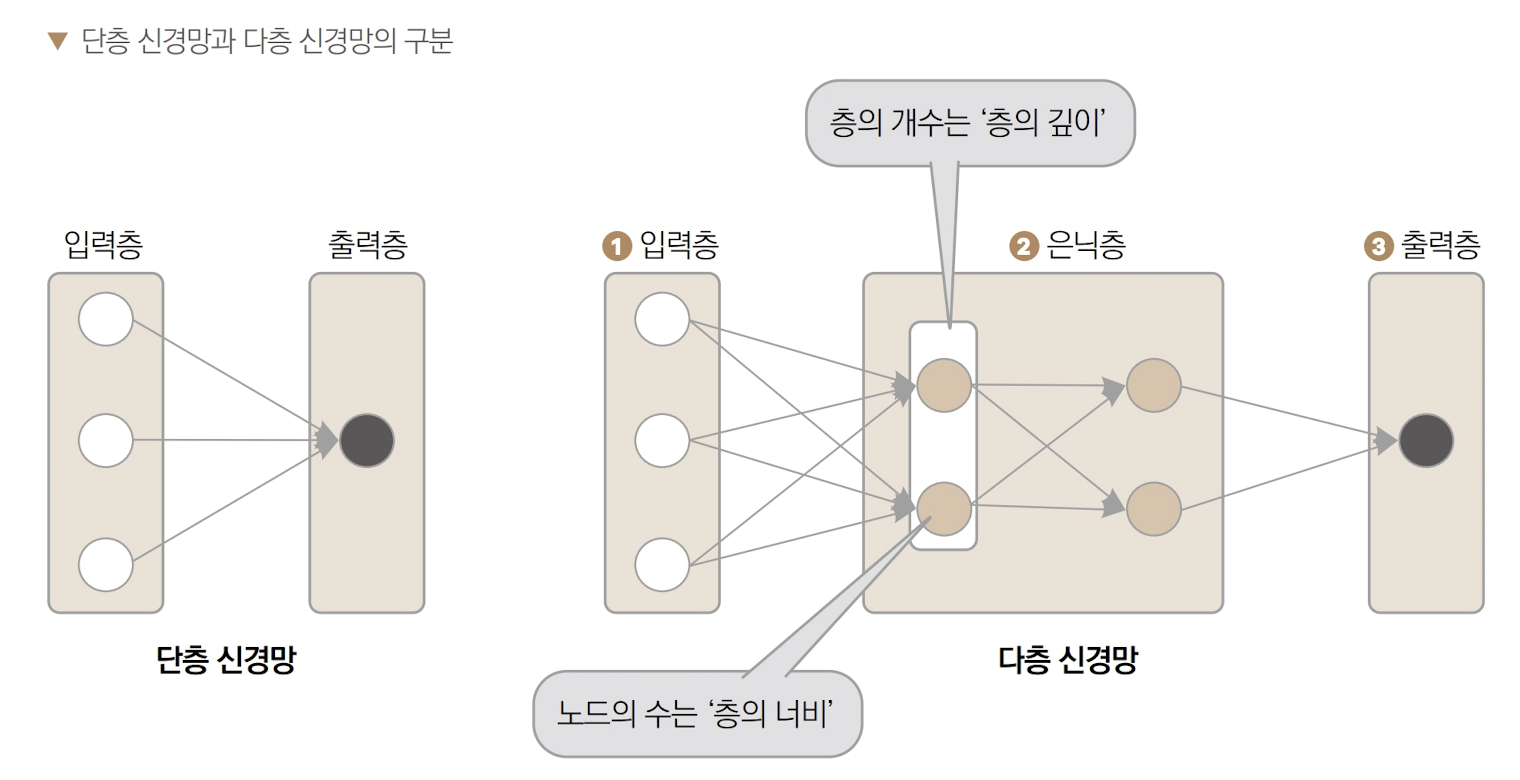 ▼ 단층 신경망과 다층 신경망의 구분
층의 개수는 ‘층의 깊이’
입력층
출력층
1 입력층
2 은닉층
3 출력층
단층 신경망
다층 신경망
노드의 수는 ‘층의 너비’